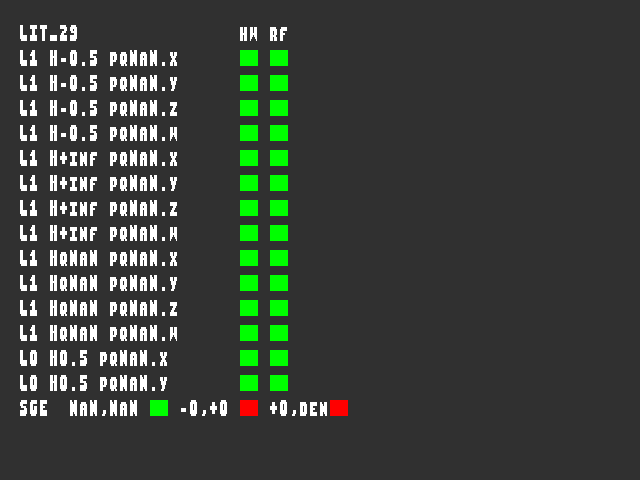 LIT_29 HW RF
L1 H-0.5 PQNAN.X
L1 H-0.5 PQNAN.Y
L1 H-0.5 PQNAN.Z
L1 H-0.5 PQNAN.W
L1 H+INF PQNAN.X
L1 H+INF PQNAN.Y
L1 H+INF PQNAN.Z
L1 H+INF PQNAN.W
L1 HQNAN PQNAN.X
L1 HQNAN PQNAN.Y
L1 HQNAN PQNAN.Z
L1 HQNAN PQNAN.W
L0 H0.5 PQNAN.X
L0 H0.5 PQNAN.Y
SGE NAN,NAN -0,+0 +0,DEN